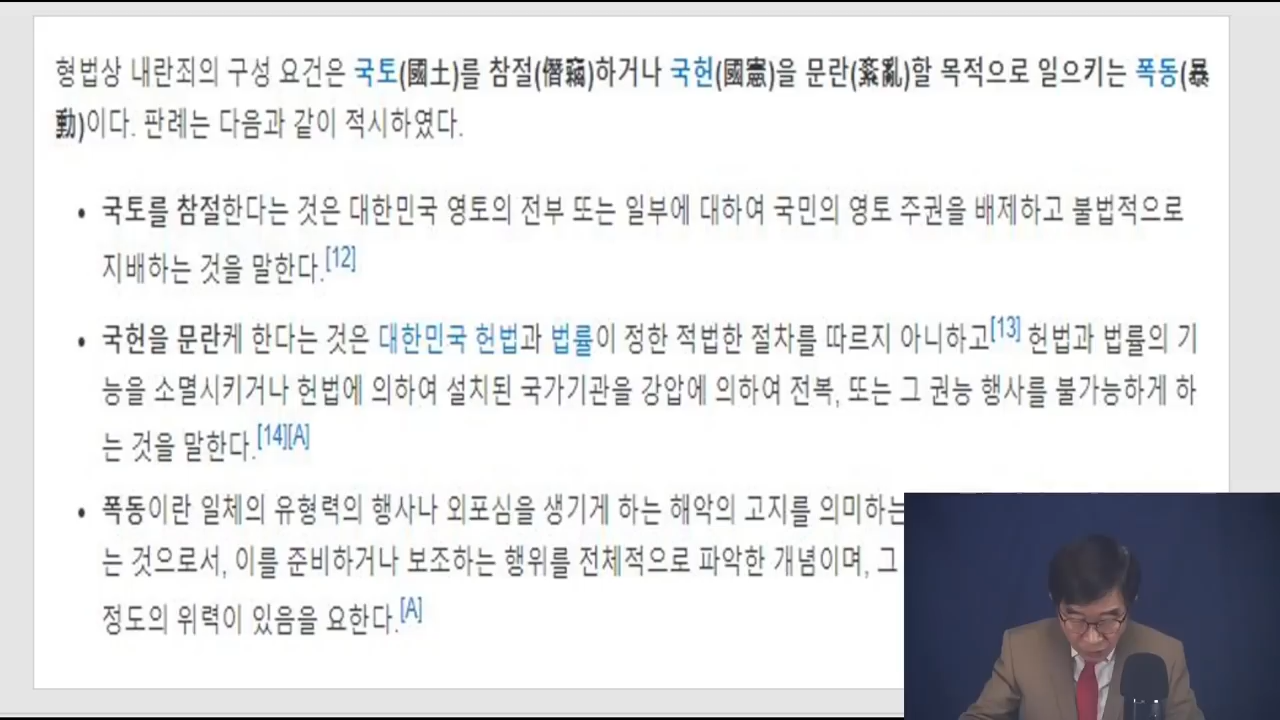 형법상 내란죄의 구성 요건은 국토(國土)를 참절(僭竊)하거나 국헌(國憲)을 문란(紊亂)할 목적으로 일으키는 폭동(暴
動)이다. 판례는 다음과 같이 적시하였다.
• 국토를 참절한다는 것은 대한민국 영토의 전부 또는 일부에 대하여 국민의 영토 주권을 배제하고 불법적으로
지배하는 것을 말한다.[12]
• 국헌을 문란케 한다는 것은 대한민국 헌법과 법률이 정한 적법한 절차를 따르지 아니하고[13] 헌법과 법률의 기
능을 소멸시키거나 헌법에 의하여 설치된 국가기관을 강압에 의하여 전복, 또는 그 권능 행사를 불가능하게 하
는 것을 말한다.[14][A]
• 폭동이란 일체의 유형력의 행사나 외포심을 생기게 하는 해악의 고지를 의미하는
는 것으로서, 이를 준비하거나 보조하는 행위를 전체적으로 파악한 개념이며, 그
정도의 위력이 있음을 요한다.[A]